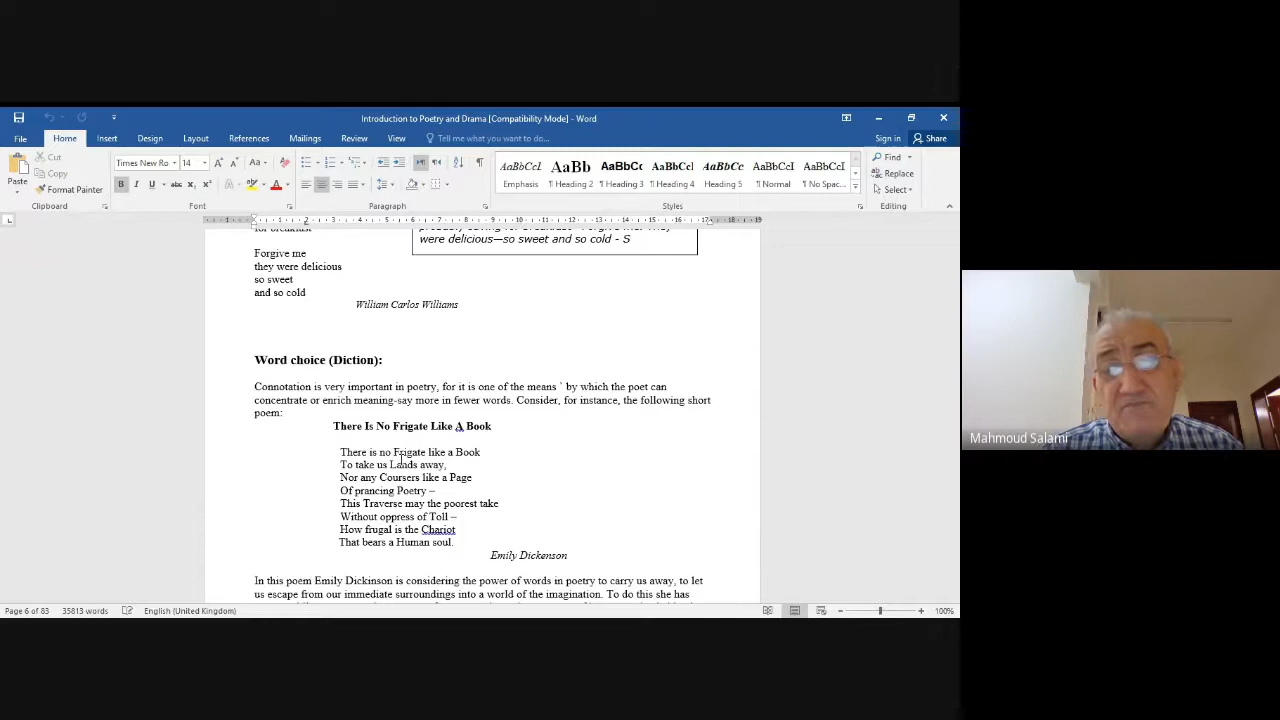 Introduction to Poetry and Drama [Compatibility Mode] - Word
File Home Insert Design Layout References Mailings Review View Tell me what you want to do... Sign in Share
Cut
Copy
Paste
Format Painter
Clipboard
Times New Ro 14
Font
Paragraph
AaBbCcI AaBb AaBbCc AaBbCcI AaBbCc AaBbCcI AaBbCcI
Emphasis ¶ Heading 2 ¶ Heading 3 ¶ Heading 4 Heading 5 ¶ Normal ¶ No Spac...
Styles
Find
Replace
Select
Editing
for breakfast
were delicious—so sweet and so cold - S
Forgive me
they were delicious
so sweet
and so cold
William Carlos Williams
Word choice (Diction):
Connotation is very important in poetry, for it is one of the means ` by which the poet can
concentrate or enrich meaning-say more in fewer words. Consider, for instance, the following short
poem:
There Is No Frigate Like A Book
There is no Frigate like a Book
To take us Lands away,
Nor any Coursers like a Page
Of prancing Poetry –
This Traverse may the poorest take
Without oppress of Toll –
How frugal is the Chariot
That bears a Human soul.
Emily Dickenson
In this poem Emily Dickinson is considering the power of words in poetry to carry us away, to let
us escape from our immediate surroundings into a world of the imagination. To do this she has
Page 6 of 83 35813 words English (United Kingdom) 100%
Mahmoud Salami